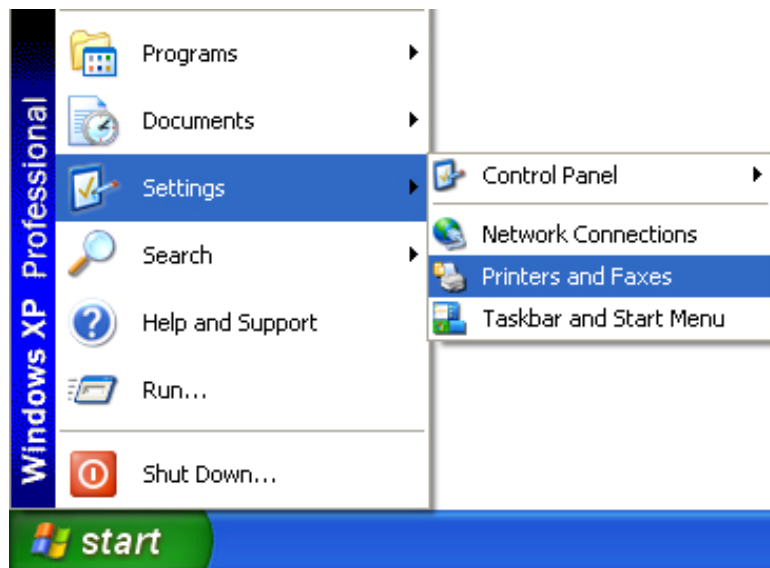 Windows XP Professional
Programs
Documents
Settings
Search
Help and Support
Run...
Shut Down...
Control Panel
Network Connections
Printers and Faxes
Taskbar and Start Menu
start